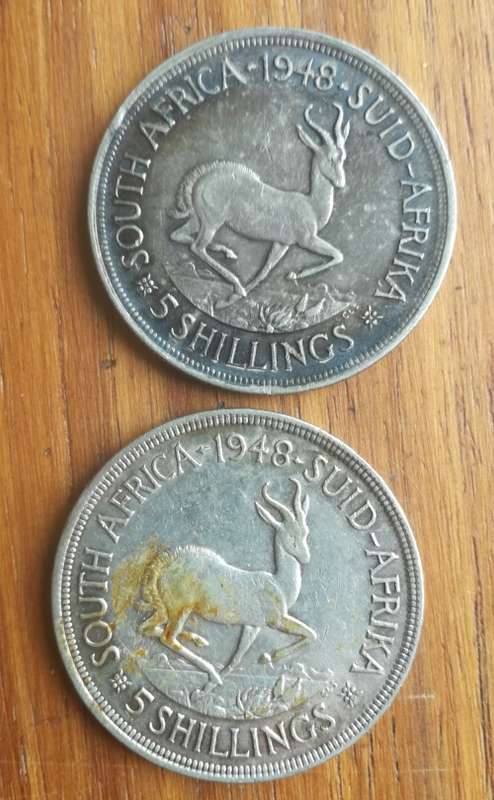 SOUTH AFRICA · 1948 · SUID-AFRIKA
5 SHILLINGS
SOUTH AFRICA · 1948 · SUID-AFRIKA
5 SHILLINGS